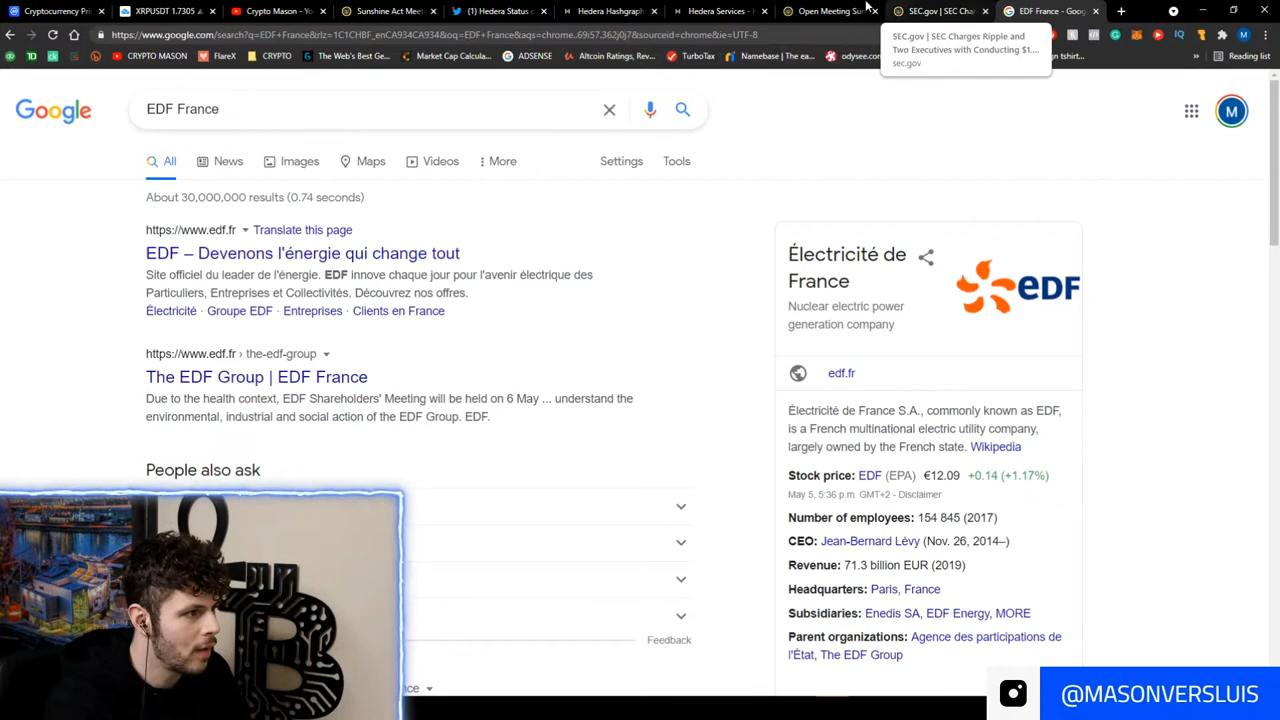 Cryptocurrency Pri
XRPUSDT 1.7305
Crypto Mason - Yo
Sunshine Act Mee
(1) Hedera Status
Hedera Hashgraph
Hedera Services -
Open Meeting Sun
SEC.gov | SEC Char
EDF France - Goog
https://www.google.com/search?q=EDF+France&rlz=1C1CHBF_enCA934CA934&oq=EDF+France&aqs=chrome..69i57.362j0j7&sourceid=chrome&ie=UTF-8
SEC.gov | SEC Charges Ripple and
Two Executives with Conducting $1....
sec.gov
CRYPTO MASON
The Web's Best Ge...
CRYPTO
Market Cap Calcula...
ADSENSE
Altcoin Rating, Rev...
TurboTax
Namebase | The ea...
odysee.com
gn tshirt...
Reading list
Google
EDF France
M
All
News
Images
Maps
Videos
More
Settings
Tools
About 30,000,000 results (0.74 seconds)
https://www.edf.fr Translate this page
EDF – Devenons l'énergie qui change tout
Site officiel du leader de l'énergie. EDF innove chaque jour pour l'avenir électrique des
Particuliers, Entreprises et Collectivités. Découvrez nos offres.
Électricité · Groupe EDF · Entreprises · Clients en France
https://www.edf.fr › the-edf-group
The EDF Group | EDF France
Due to the health context, EDF Shareholders' Meeting will be held on 6 May ... understand the
environmental, industrial and social action of the EDF Group. EDF.
People also ask
Feedback
nce
Électricité de
France
Nuclear electric power
generation company
eDF
edf.fr
Électricité de France S.A., commonly known as EDF,
is a French multinational electric utility company,
largely owned by the French state. Wikipedia
Stock price: EDF (EPA) €12.09 +0.14 (+1.17%)
May 5, 5:36 p.m. GMT+2 - Disclaimer
Number of employees: 154 845 (2017)
CEO: Jean-Bernard Lévy (Nov. 26, 2014–)
Revenue: 71.3 billion EUR (2019)
Headquarters: Paris, France
Subsidiaries: Enedis SA, EDF Energy, MORE
Parent organizations: Agence des participations de
l'État, The EDF Group
@MASONVERSLUIS